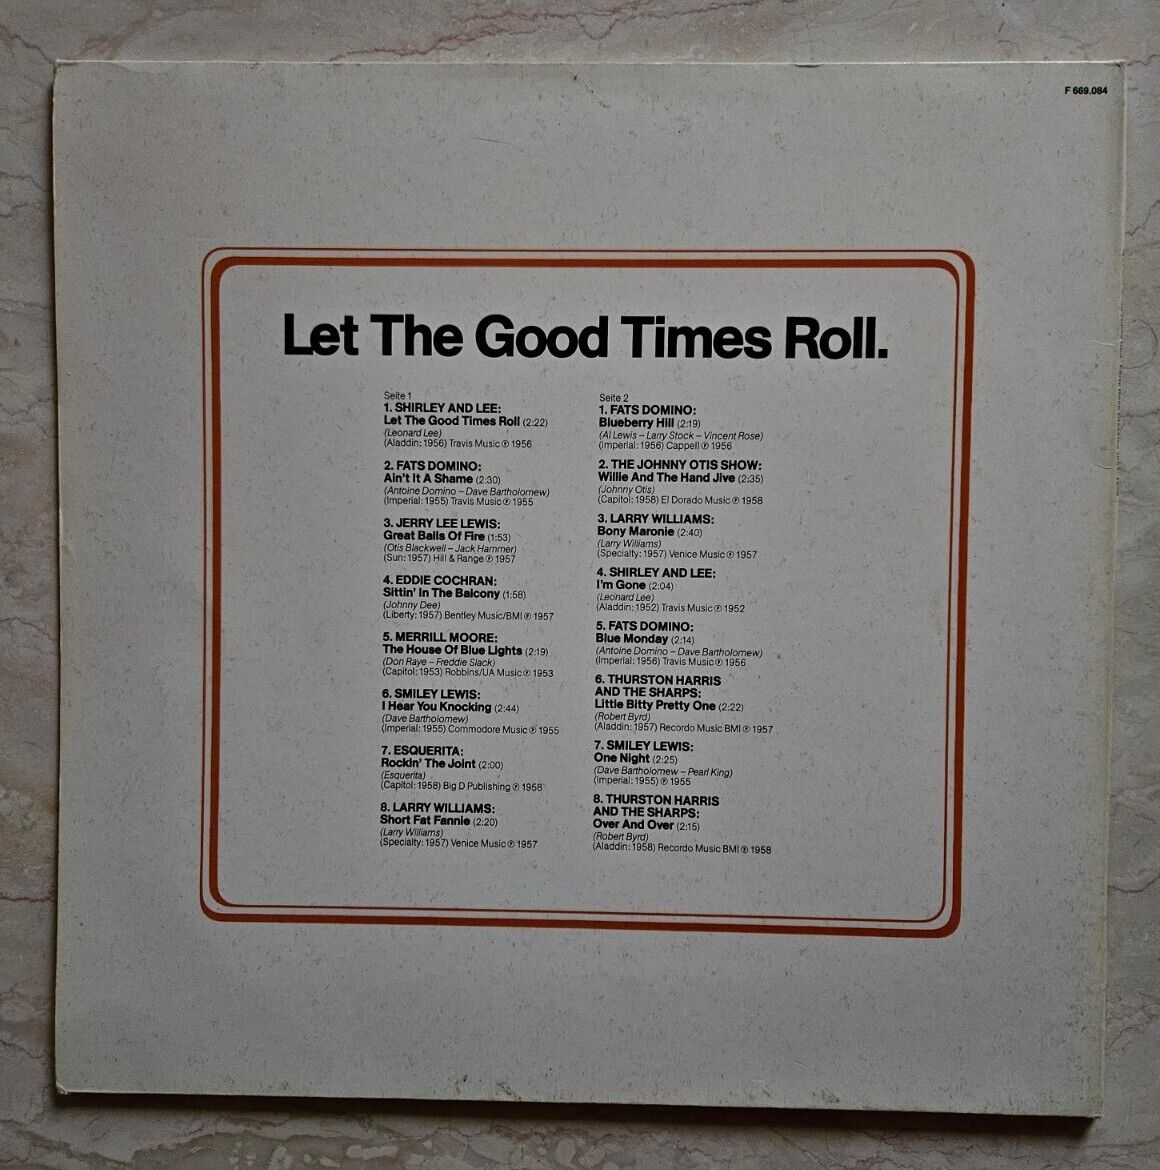 F 669.084
Let The Good Times Roll.
Seite 1
1. SHIRLEY AND LEE:
Let The Good Times Roll (2:22)
(Leonard Lee)
(Aladdin: 1956) Travis Music ℗ 1956
2. FATS DOMINO:
Ain't It A Shame (2:30)
(Antoine Domino – Dave Bartholomew)
(Imperial: 1955) Travis Music ℗ 1955
3. JERRY LEE LEWIS:
Great Balls Of Fire (1:53)
(Otis Blackwell – Jack Hammer)
(Sun: 1957) Hill & Range ℗ 1957
4. EDDIE COCHRAN:
Sittin' In The Balcony (1:58)
(Johnny Dee)
(Liberty: 1957) Bentley Music/BMI ℗ 1957
5. MERRILL MOORE:
The House Of Blue Lights (2:19)
(Don Raye – Freddie Slack)
(Capitol: 1953) Robbins/UA Music ℗ 1953
6. SMILEY LEWIS:
I Hear You Knocking (2:44)
(Dave Bartholomew)
(Imperial: 1955) Commodore Music ℗ 1955
7. ESQUERITA:
Rockin' The Joint (2:00)
(Esquerita)
(Capitol: 1958) Big D Publishing ℗ 1958
8. LARRY WILLIAMS:
Short Fat Fannie (2:20)
(Larry Williams)
(Specialty: 1957) Venice Music ℗ 1957
Seite 2
1. FATS DOMINO:
Blueberry Hill (2:19)
(Al Lewis – Larry Stock – Vincent Rose)
(Imperial: 1956) Cappell ℗ 1956
2. THE JOHNNY OTIS SHOW:
Willie And The Hand Jive (2:35)
(Johnny Otis)
(Capitol: 1958) El Dorado Music ℗ 1958
3. LARRY WILLIAMS:
Bony Maronie (2:40)
(Larry Williams)
(Specialty: 1957) Venice Music ℗ 1957
4. SHIRLEY AND LEE:
I'm Gone (2:04)
(Leonard Lee)
(Aladdin: 1952) Travis Music ℗ 1952
5. FATS DOMINO:
Blue Monday (2:14)
(Antoine Domino – Dave Bartholomew)
(Imperial: 1956) Travis Music ℗ 1956
6. THURSTON HARRIS
AND THE SHARPS:
Little Bitty Pretty One (2:22)
(Robert Byrd)
(Aladdin: 1957) Recordo Music BMI ℗ 1957
7. SMILEY LEWIS:
One Night (2:25)
(Dave Bartholomew – Pearl King)
(Imperial: 1955) ℗ 1955
8. THURSTON HARRIS
AND THE SHARPS:
Over And Over (2:15)
(Robert Byrd)
(Aladdin: 1958) Recordo Music BMI ℗ 1958